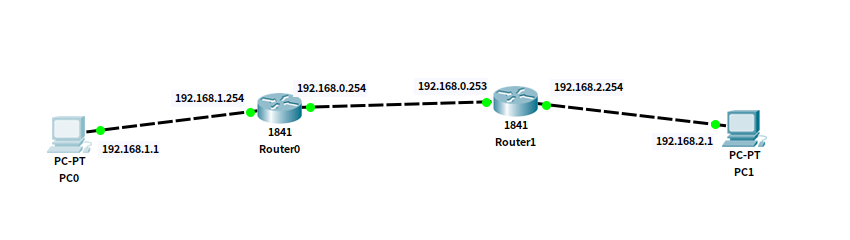 192.168.1.254
192.168.0.254
192.168.0.253
192.168.2.254
1841
Router0
1841
Router1
192.168.1.1
PC-PT
PC0
192.168.2.1
PC-PT
PC1